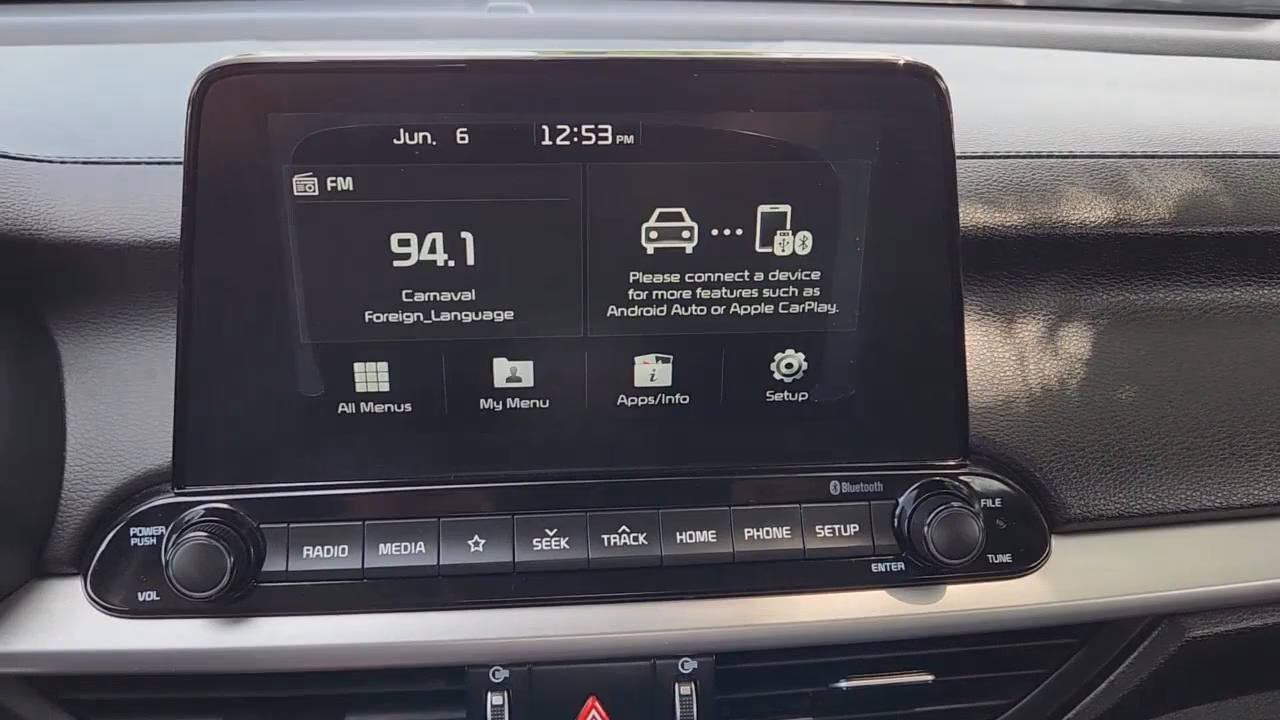 Jun. 6 12:53 PM
FM
94.1
Carnaval
Foreign_Language
Please connect a device
for more features such as
Android Auto or Apple CarPlay.
All Menus
My Menu
Apps/Info
Setup
Bluetooth
POWER
PUSH
VOL
RADIO
MEDIA
SEEK
TRACK
HOME
PHONE
SETUP
FILE
ENTER
TUNE